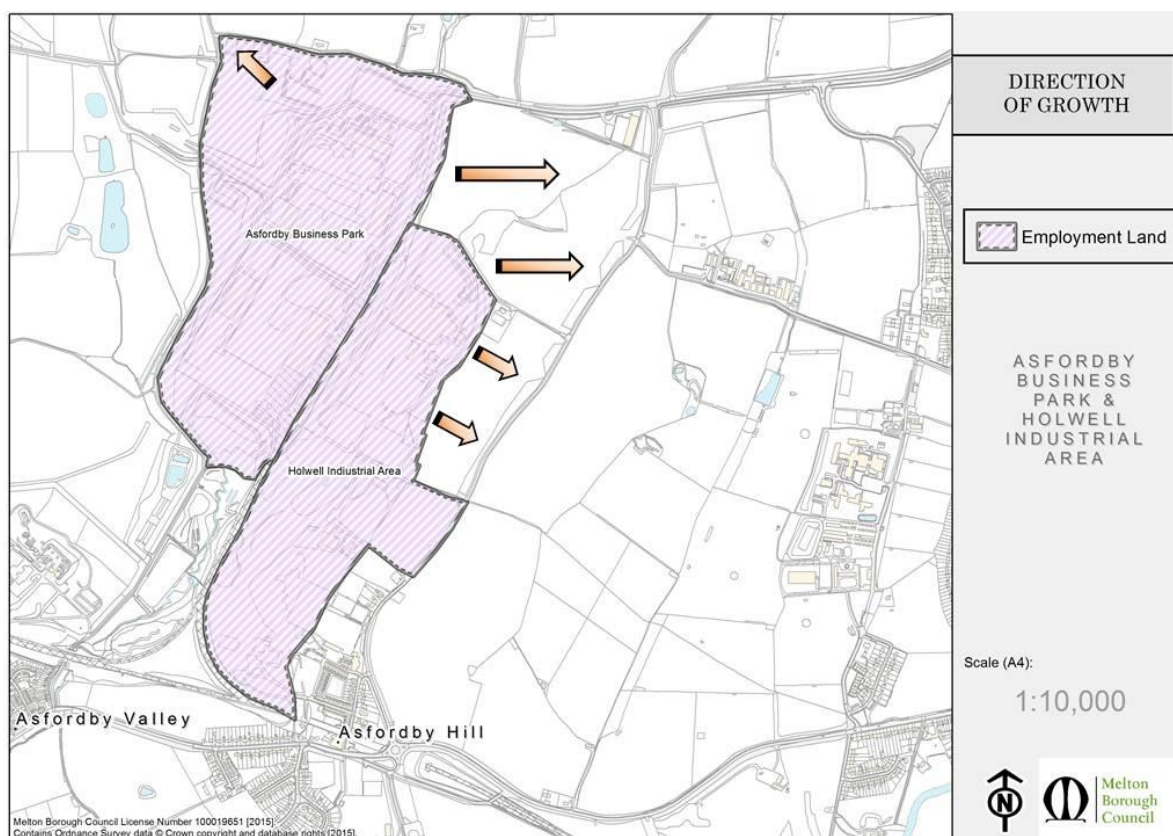 DIRECTION
OF GROWTH
Employment Land
ASFORDBY
BUSINESS
PARK &
HOLWELL
INDUSTRIAL
AREA
Scale (A4):
1:10,000
N
Melton
Borough
Council
Asfordby Business Park
Holwell Indiustrial Area
Asfordby Valley
Asfordby Hill
Melton Borough Council License Number 100019651 [2015].
Contains Ordnance Survey data © Crown copyright and database rights [2015].